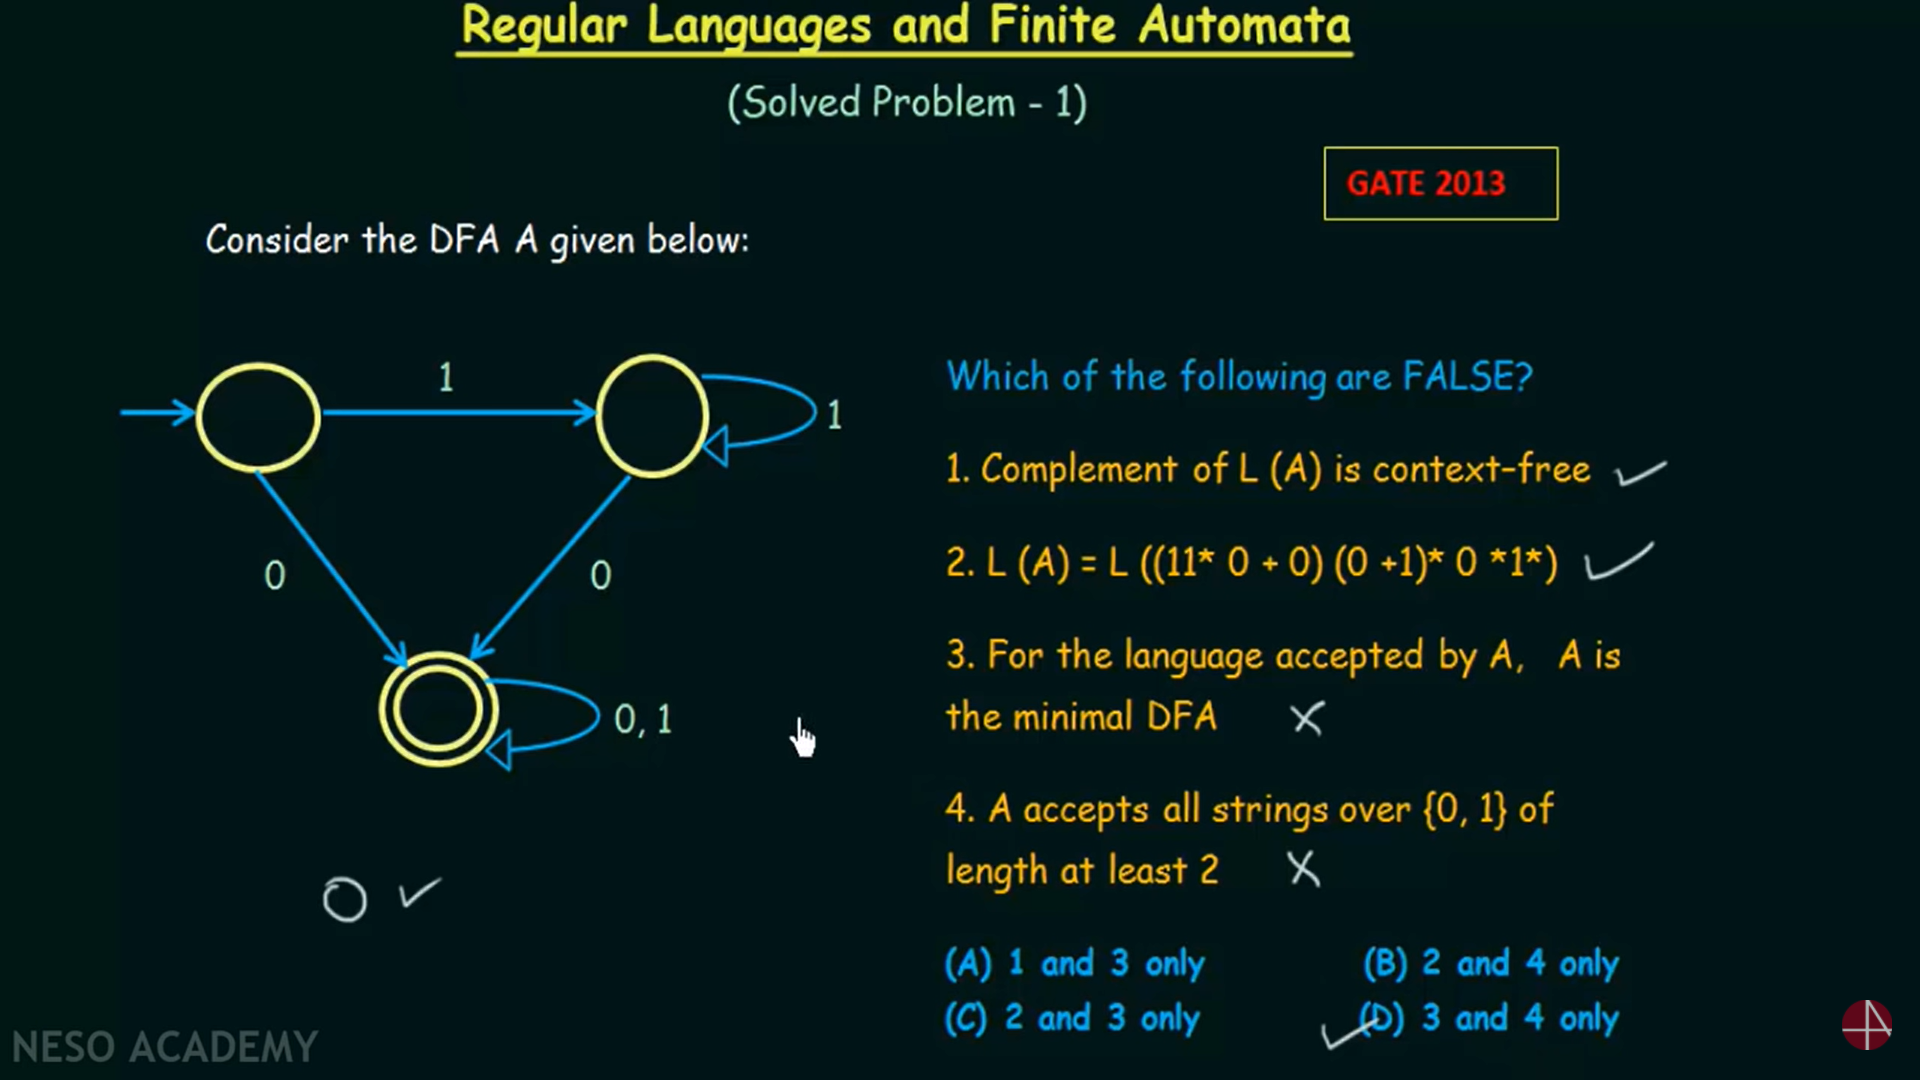 Regular Languages and Finite Automata
(Solved Problem - 1)
GATE 2013
Consider the DFA A given below:
1
1
0
0
0, 1
0
Which of the following are FALSE?
1. Complement of L (A) is context-free
2. L (A) = L ((11* 0 + 0) (0 +1)* 0 *1*)
3. For the language accepted by A, A is
the minimal DFA
4. A accepts all strings over {0, 1} of
length at least 2
(A) 1 and 3 only
(B) 2 and 4 only
(C) 2 and 3 only
(D) 3 and 4 only
NESO ACADEMY